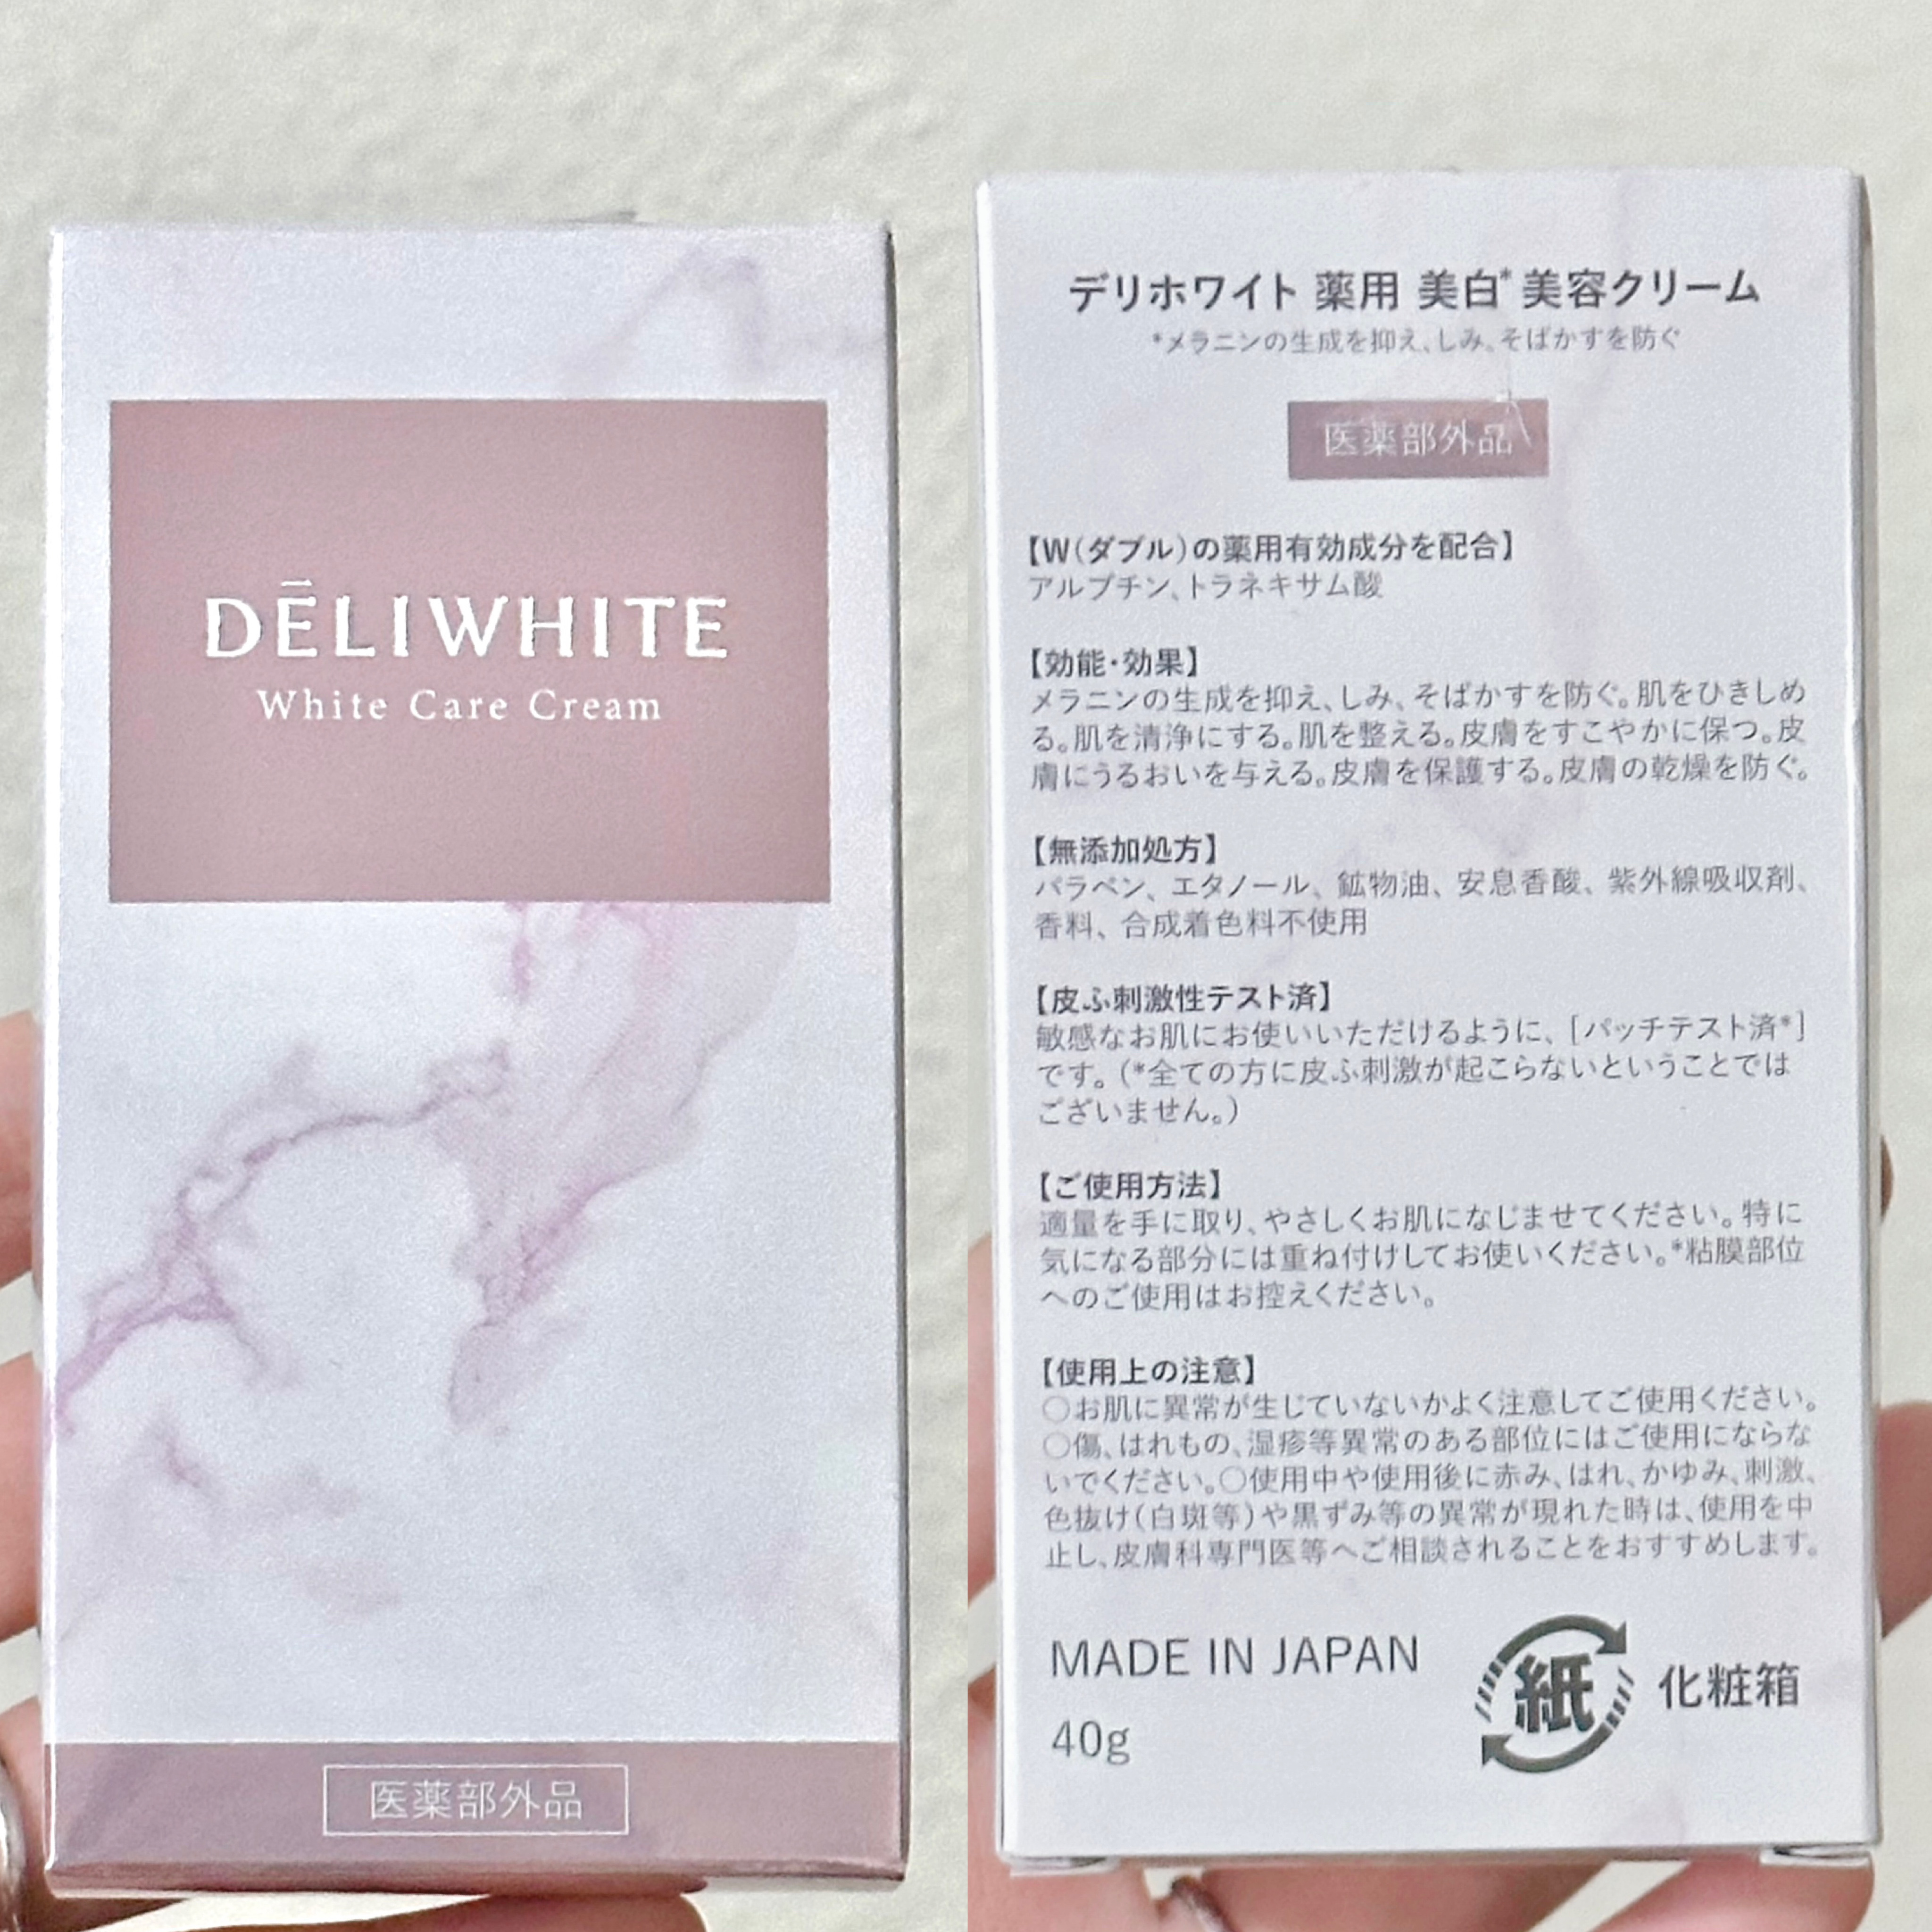 DĒLIWHITE
White Care Cream
医薬部外品
デリホワイト 薬用 美白* 美容クリーム
*メラニンの生成を抑え、しみ、そばかすを防ぐ
医薬部外品
【W(ダブル)の薬用有効成分を配合】
アルブチン、トラネキサム酸
【効能・効果】
メラニンの生成を抑え、しみ、そばかすを防ぐ。肌をひきしめ
る。肌を清浄にする。肌を整える。皮膚をすこやかに保つ。皮
膚にうるおいを与える。皮膚を保護する。皮膚の乾燥を防ぐ。
【無添加処方】
パラベン、エタノール、鉱物油、安息香酸、紫外線吸収剤、
香料、合成着色料不使用
【皮ふ刺激性テスト済】
敏感なお肌にお使いいただけるように、[パッチテスト済*]
です。(*全ての方に皮ふ刺激が起こらないということでは
ございません。)
【ご使用方法】
適量を手に取り、やさしくお肌になじませてください。特に
気になる部分には重ね付けしてお使いください。*粘膜部位
へのご使用はお控えください。
【使用上の注意】
○お肌に異常が生じていないかよく注意してご使用ください。
○傷、はれもの、湿疹等異常のある部位にはご使用にならな
いでください。○使用中や使用後に赤み、はれ、かゆみ、刺激、
色抜け(白斑等)や黒ずみ等の異常が現れた時は、使用を中
止し、皮膚科専門医等へご相談されることをおすすめします。
MADE IN JAPAN
40g
紙 化粧箱